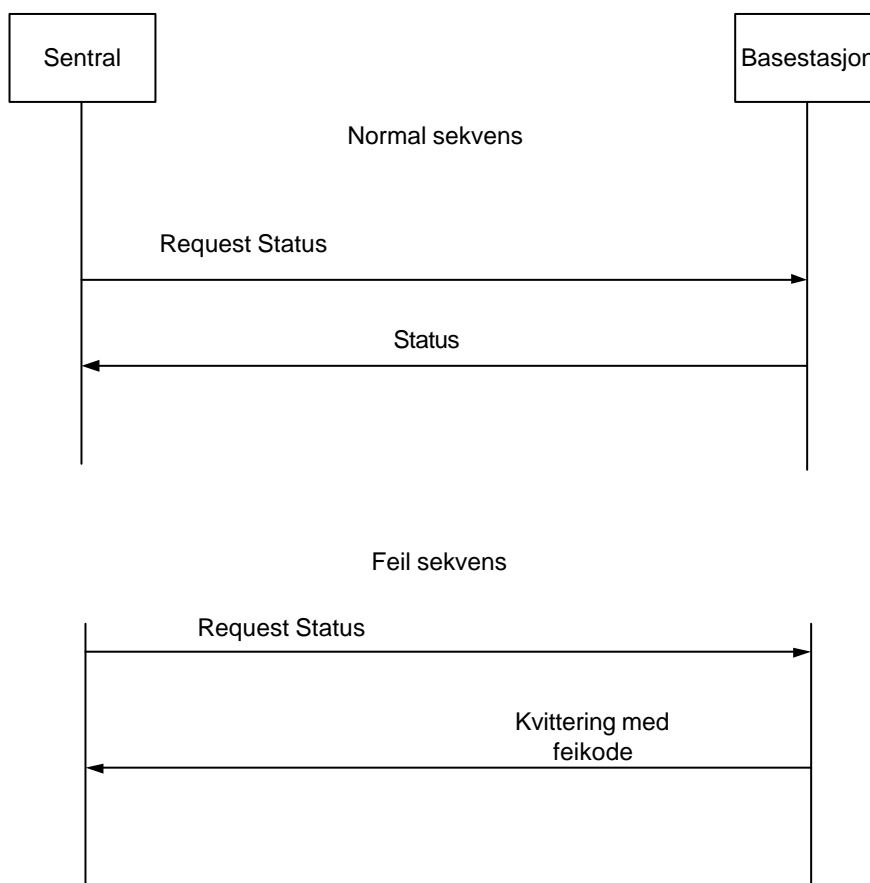 Sentral
Basestasjon
Normal sekvens
Request Status
Status
Feil sekvens
Request Status
Kvittering med
feikode